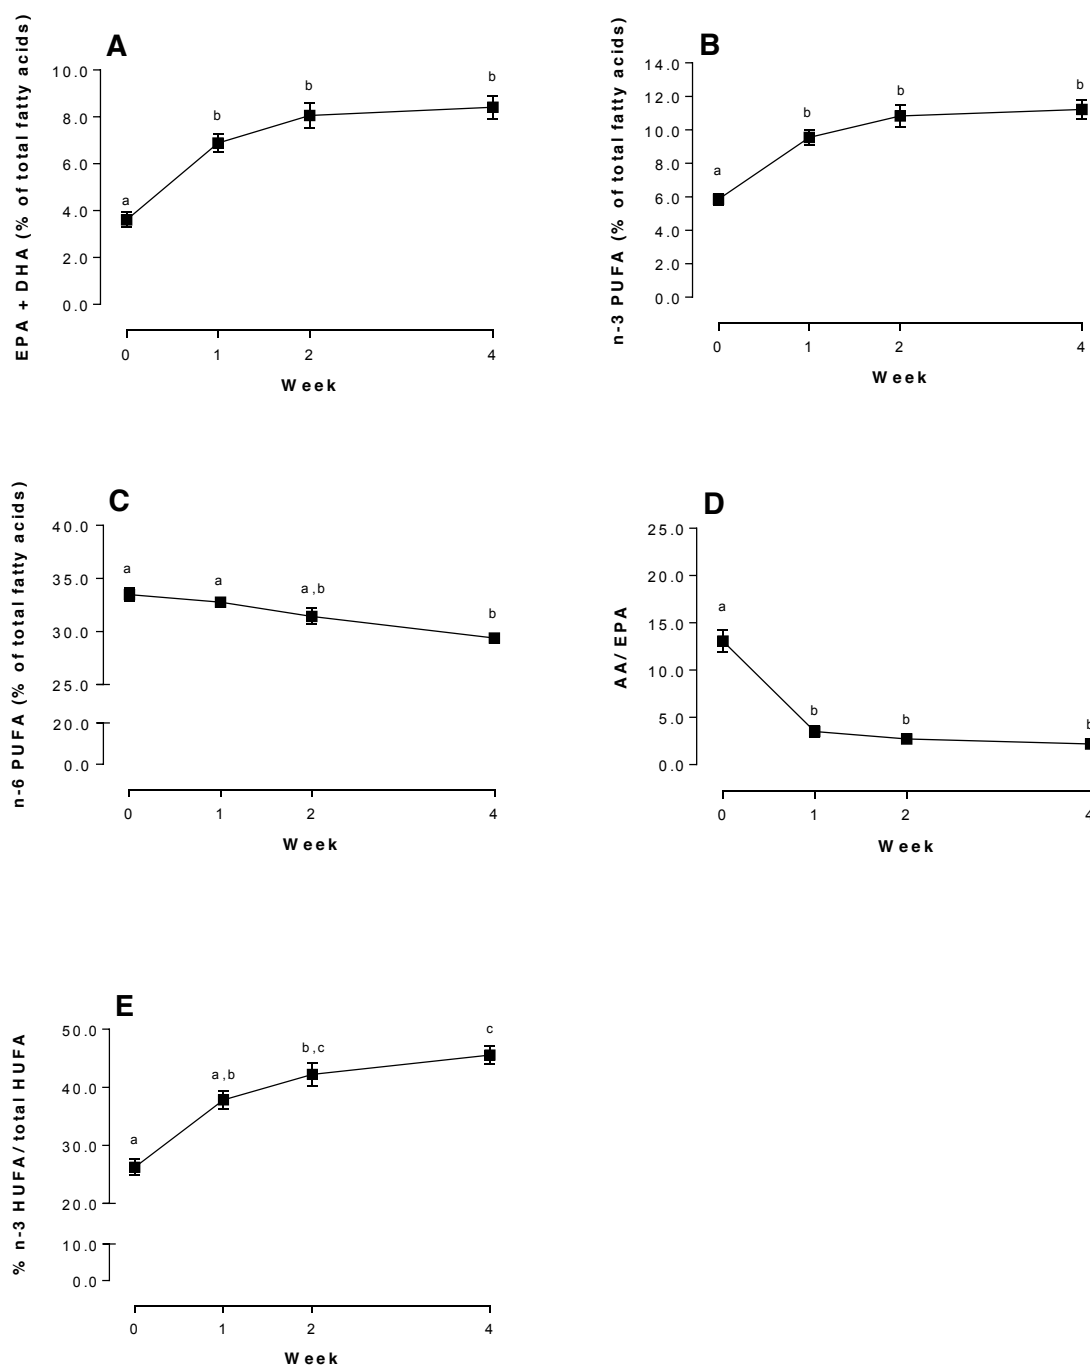 A
EPA + DHA (% of total fatty acids)
10.0
8.0
6.0
4.0
2.0
0.0
a
b
b
b
0
1
2
4
Week
B
n-3 PUFA (% of total fatty acids)
14.0
12.0
10.0
8.0
6.0
4.0
2.0
0.0
a
b
b
b
0
1
2
4
Week
C
n-6 PUFA (% of total fatty acids)
40.0
35.0
30.0
25.0
20.0
0.0
a
a
a,b
b
0
1
2
4
Week
D
AA/EPA
25.0
20.0
15.0
10.0
5.0
0.0
a
b
b
b
0
1
2
4
Week
E
% n-3 HUFA/total HUFA
50.0
40.0
30.0
20.0
10.0
0.0
a
a,b
b,c
c
0
1
2
4
Week